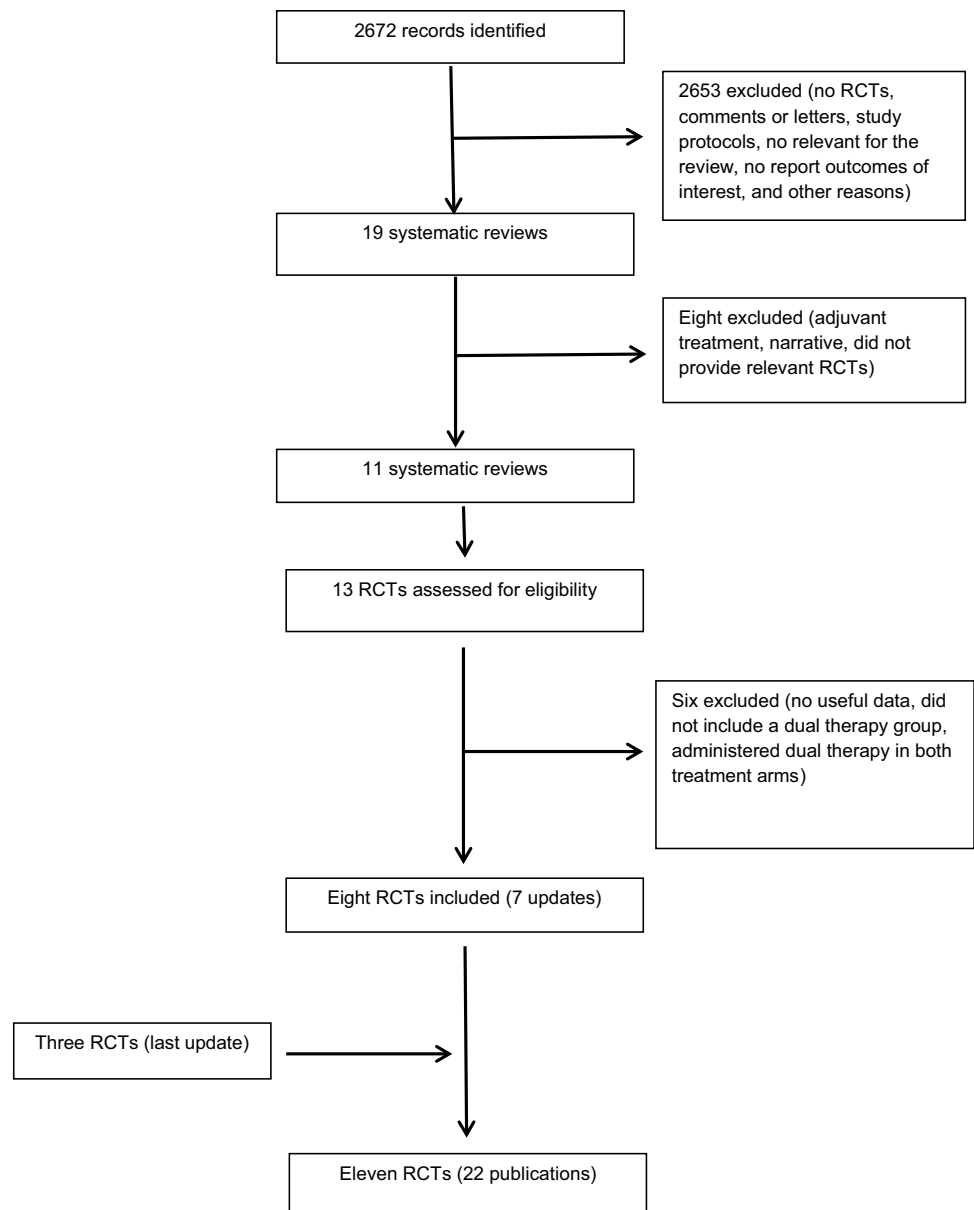 2672 records identified
2653 excluded (no RCTs,
comments or letters, study
protocols, no relevant for the
review, no report outcomes of
interest, and other reasons)
19 systematic reviews
Eight excluded (adjuvant
treatment, narrative, did not
provide relevant RCTs)
11 systematic reviews
13 RCTs assessed for eligibility
Six excluded (no useful data, did
not include a dual therapy group,
administered dual therapy in both
treatment arms)
Eight RCTs included (7 updates)
Three RCTs (last update)
Eleven RCTs (22 publications)